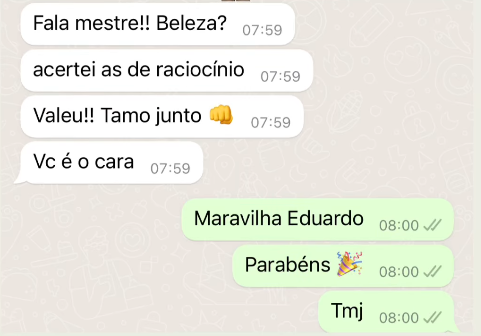 Fala mestre!! Beleza? 07:59
acertei as de raciocínio 07:59
Valeu!! Tamo junto 👊 07:59
Vc é o cara 07:59
Maravilha Eduardo 08:00
Parabéns 🎉 08:00
Tmj 08:00